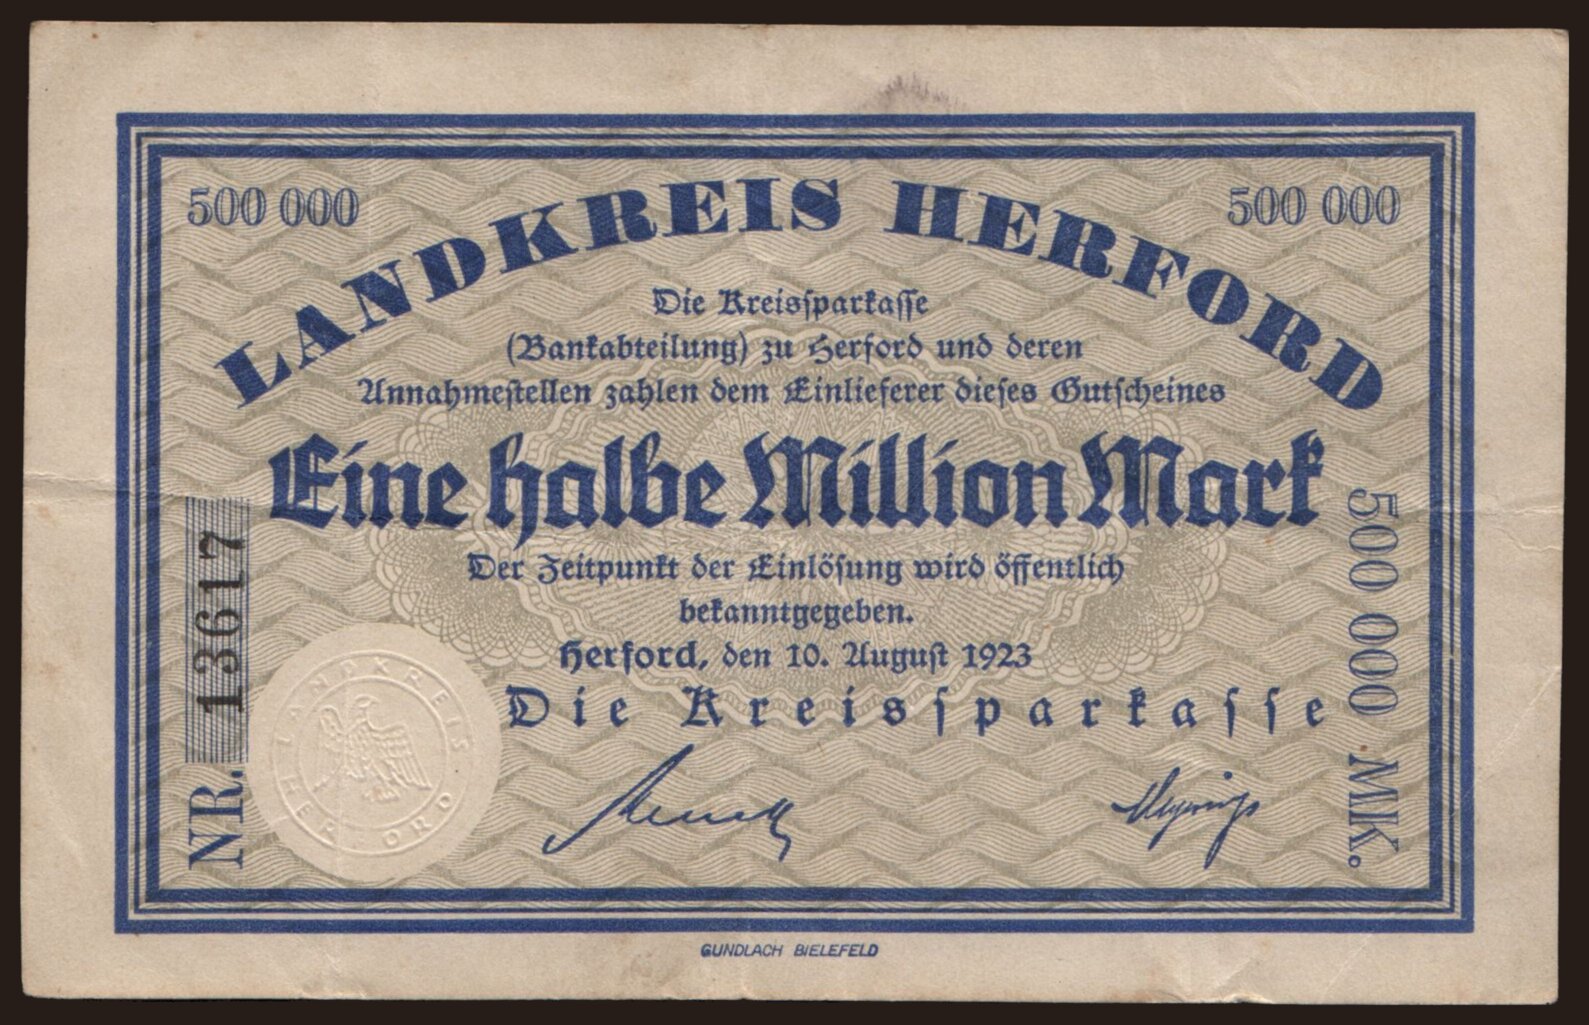 500 000
500 000
LANDKREIS HERFORD
Die Kreissparkasse
(Bankabteilung) zu Herford und deren
Annahmestellen zahlen dem Einlieferer dieses Gutscheines
Eine halbe Million Mark
Der Zeitpunkt der Einlösung wird öffentlich
bekanntgegeben.
Herford, den 10. August 1923
Die Kreissparkasse
NR. 13617
500 000 MK.
LANDKREIS
HERFORD
GUNDLACH BIELEFELD